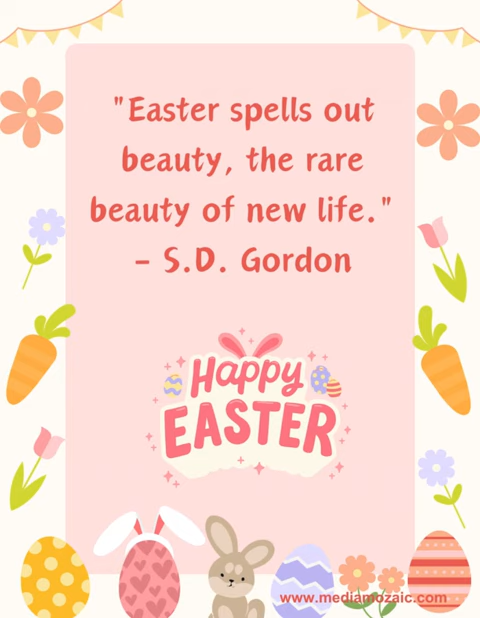 "Easter spells out
beauty, the rare
beauty of new life."
- S.D. Gordon
Happy
EASTER
www.mediamozaic.com